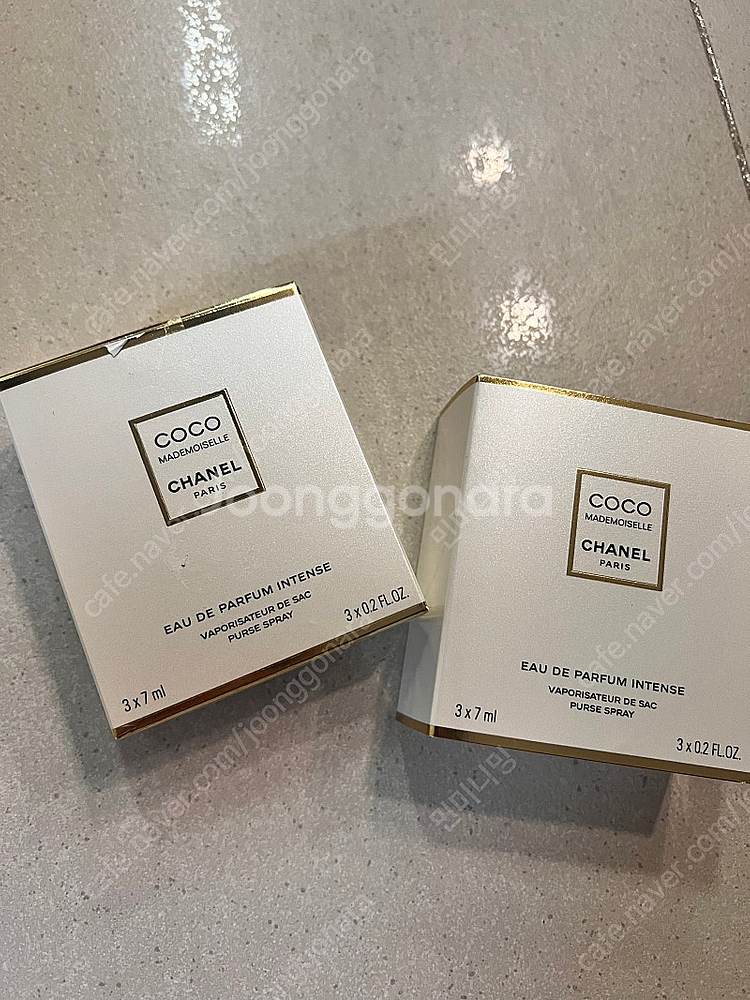 COCO
MADEMOISELLE
CHANEL
PARIS
EAU DE PARFUM INTENSE
VAPORISATEUR DE SAC
PURSE SPRAY
3 x 7 ml
3 x 0.2 FL.OZ.
COCO
MADEMOISELLE
CHANEL
PARIS
EAU DE PARFUM INTENSE
VAPORISATEUR DE SAC
PURSE SPRAY
3 x 7 ml
3 x 0.2 FL.OZ.
Joonggonara
cafe.naver.com/joonggonara